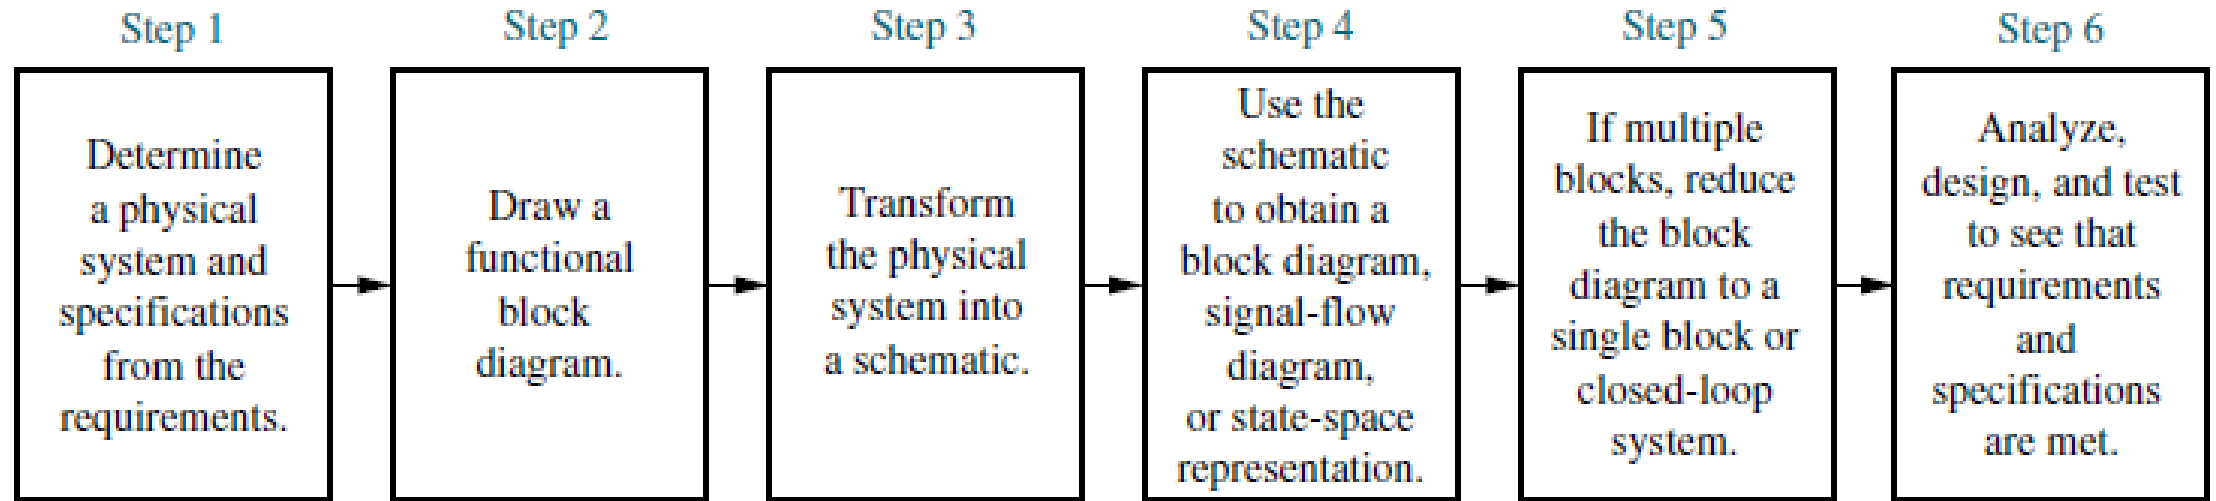 Step 1
Determine
a physical
system and
specifications
from the
requirements.
Step 2
Draw a
functional
block
diagram.
Step 3
Transform
the physical
system into
a schematic.
Step 4
Use the
schematic
to obtain a
block diagram,
signal-flow
diagram,
or state-space
representation.
Step 5
If multiple
blocks, reduce
the block
diagram to a
single block or
closed-loop
system.
Step 6
Analyze,
design, and test
to see that
requirements
and
specifications
are met.